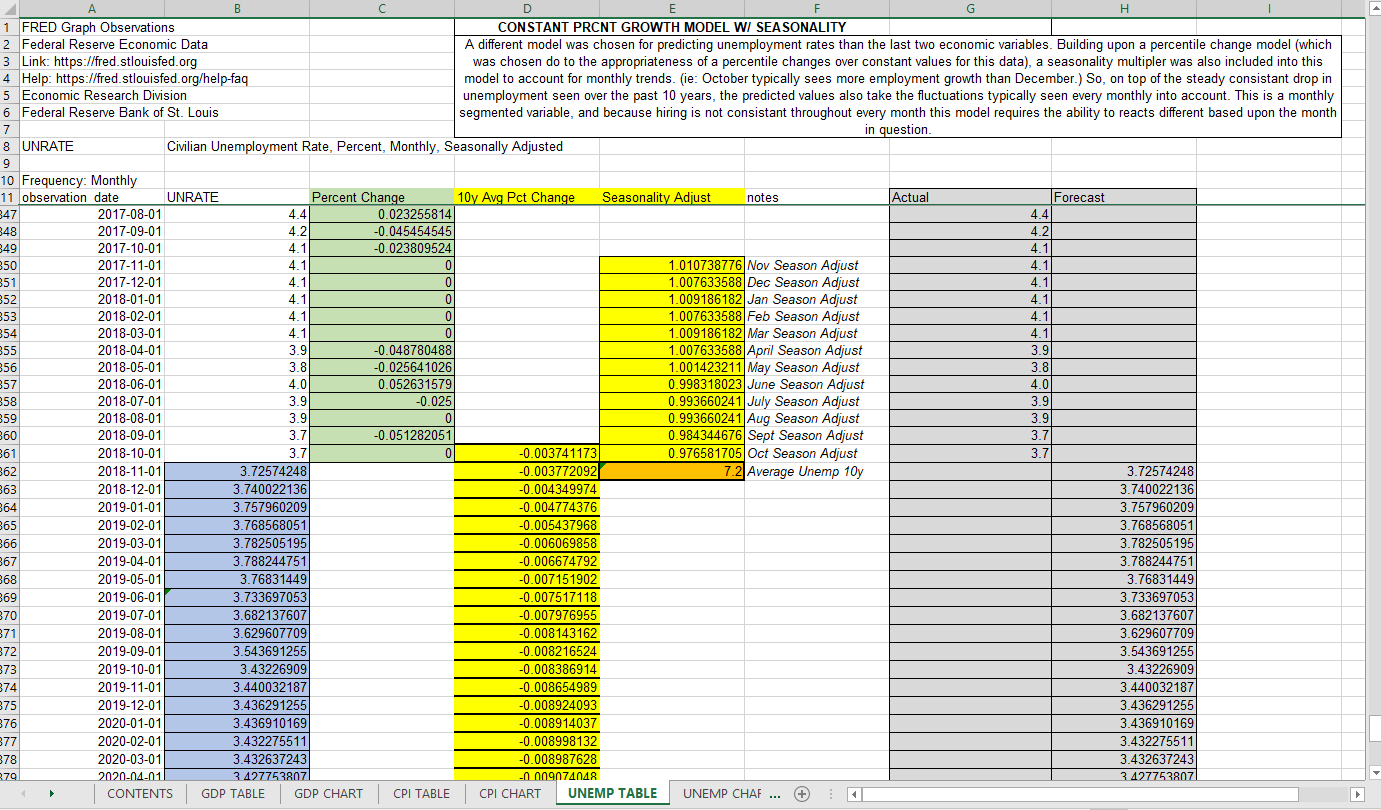 A B C D E F G H I
1 FRED Graph Observations CONSTANT PRCNT GROWTH MODEL W/ SEASONALITY
2 Federal Reserve Economic Data A different model was chosen for predicting unemployment rates than the last two economic variables. Building upon a percentile change model (which
3 Link: https://fred.stlouisfed.org was chosen do to the appropriateness of a percentile changes over constant values for this data), a seasonality multipler was also included into this
4 Help: https://fred.stlouisfed.org/help-faq model to account for monthly trends. (ie: October typically sees more employment growth than December.) So, on top of the steady consistant drop in
5 Economic Research Division unemployment seen over the past 10 years, the predicted values also take the fluctuations typically seen every monthly into account. This is a monthly
6 Federal Reserve Bank of St. Louis segmented variable, and because hiring is not consistant throughout every month this model requires the ability to reacts different based upon the month
7 in question.
8 UNRATE Civilian Unemployment Rate, Percent, Monthly, Seasonally Adjusted
9
10 Frequency: Monthly
11 observation_date UNRATE Percent Change 10y Avg Pct Change Seasonality Adjust notes Actual Forecast
347 2017-08-01 4.4 0.023255814 4.4
348 2017-09-01 4.2 -0.045454545 4.2
349 2017-10-01 4.1 -0.023809524 4.1
350 2017-11-01 4.1 0 1.010738776 Nov Season Adjust 4.1
351 2017-12-01 4.1 0 1.007633588 Dec Season Adjust 4.1
352 2018-01-01 4.1 0 1.009186182 Jan Season Adjust 4.1
353 2018-02-01 4.1 0 1.007633588 Feb Season Adjust 4.1
354 2018-03-01 4.1 0 1.009186182 Mar Season Adjust 4.1
355 2018-04-01 3.9 -0.048780488 1.007633588 April Season Adjust 3.9
356 2018-05-01 3.8 -0.025641026 1.001423211 May Season Adjust 3.8
357 2018-06-01 4.0 0.052631579 0.998318023 June Season Adjust 4.0
358 2018-07-01 3.9 -0.025 0.993660241 July Season Adjust 3.9
359 2018-08-01 3.9 0 0.993660241 Aug Season Adjust 3.9
360 2018-09-01 3.7 -0.051282051 0.984344676 Sept Season Adjust 3.7
361 2018-10-01 3.7 0 -0.003741173 0.976581705 Oct Season Adjust 3.7
362 2018-11-01 3.72574248 -0.003772092 7.2 Average Unemp 10y 3.72574248
363 2018-12-01 3.740022136 -0.004349974 3.740022136
364 2019-01-01 3.757960209 -0.004774376 3.757960209
365 2019-02-01 3.768568051 -0.005437968 3.768568051
366 2019-03-01 3.782505195 -0.006069858 3.782505195
367 2019-04-01 3.788244751 -0.006674792 3.788244751
368 2019-05-01 3.76831449 -0.007151902 3.76831449
369 2019-06-01 3.733697053 -0.007517118 3.733697053
370 2019-07-01 3.682137607 -0.007976955 3.682137607
371 2019-08-01 3.629607709 -0.008143162 3.629607709
372 2019-09-01 3.543691255 -0.008216524 3.543691255
373 2019-10-01 3.43226909 -0.008386914 3.43226909
374 2019-11-01 3.440032187 -0.008654989 3.440032187
375 2019-12-01 3.436291255 -0.008924093 3.436291255
376 2020-01-01 3.436910169 -0.008914037 3.436910169
377 2020-02-01 3.432275511 -0.008998132 3.432275511
378 2020-03-01 3.432637243 -0.008987628 3.432637243
379 2020-04-01 3.427753807 -0.009074048 3.427753807
CONTENTS GDP TABLE GDP CHART CPI TABLE CPI CHART UNEMP TABLE UNEMP CHAF ...